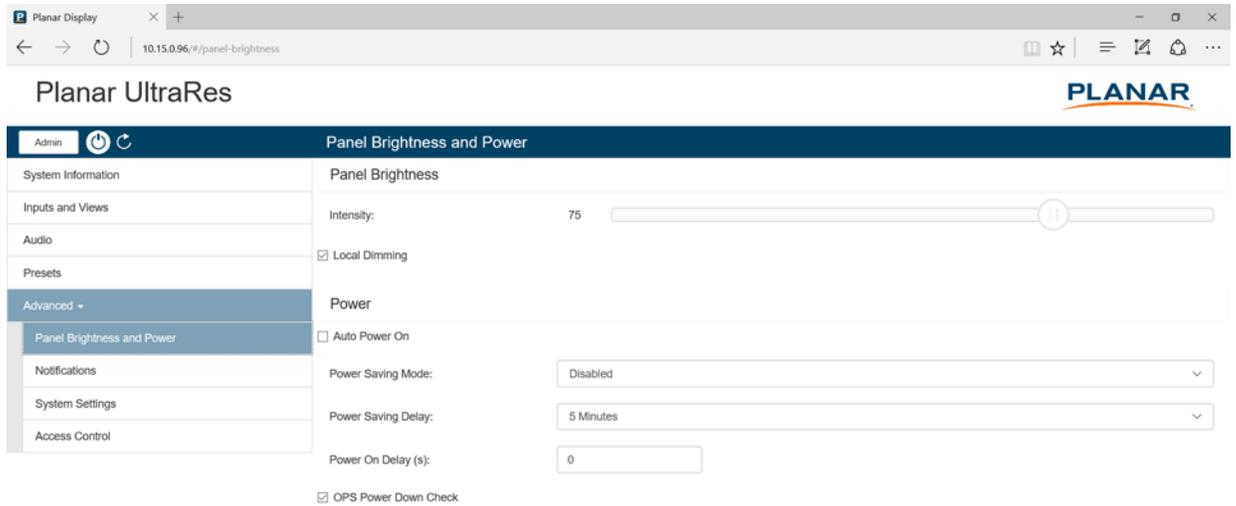 Planar Display
10.15.0.96/#/panel-brightness
Planar UltraRes
PLANAR
Admin
Panel Brightness and Power
System Information
Inputs and Views
Audio
Presets
Advanced
Panel Brightness and Power
Notifications
System Settings
Access Control
Panel Brightness
Intensity: 75
Local Dimming
Power
Auto Power On
Power Saving Mode: Disabled
Power Saving Delay: 5 Minutes
Power On Delay (s): 0
OPS Power Down Check